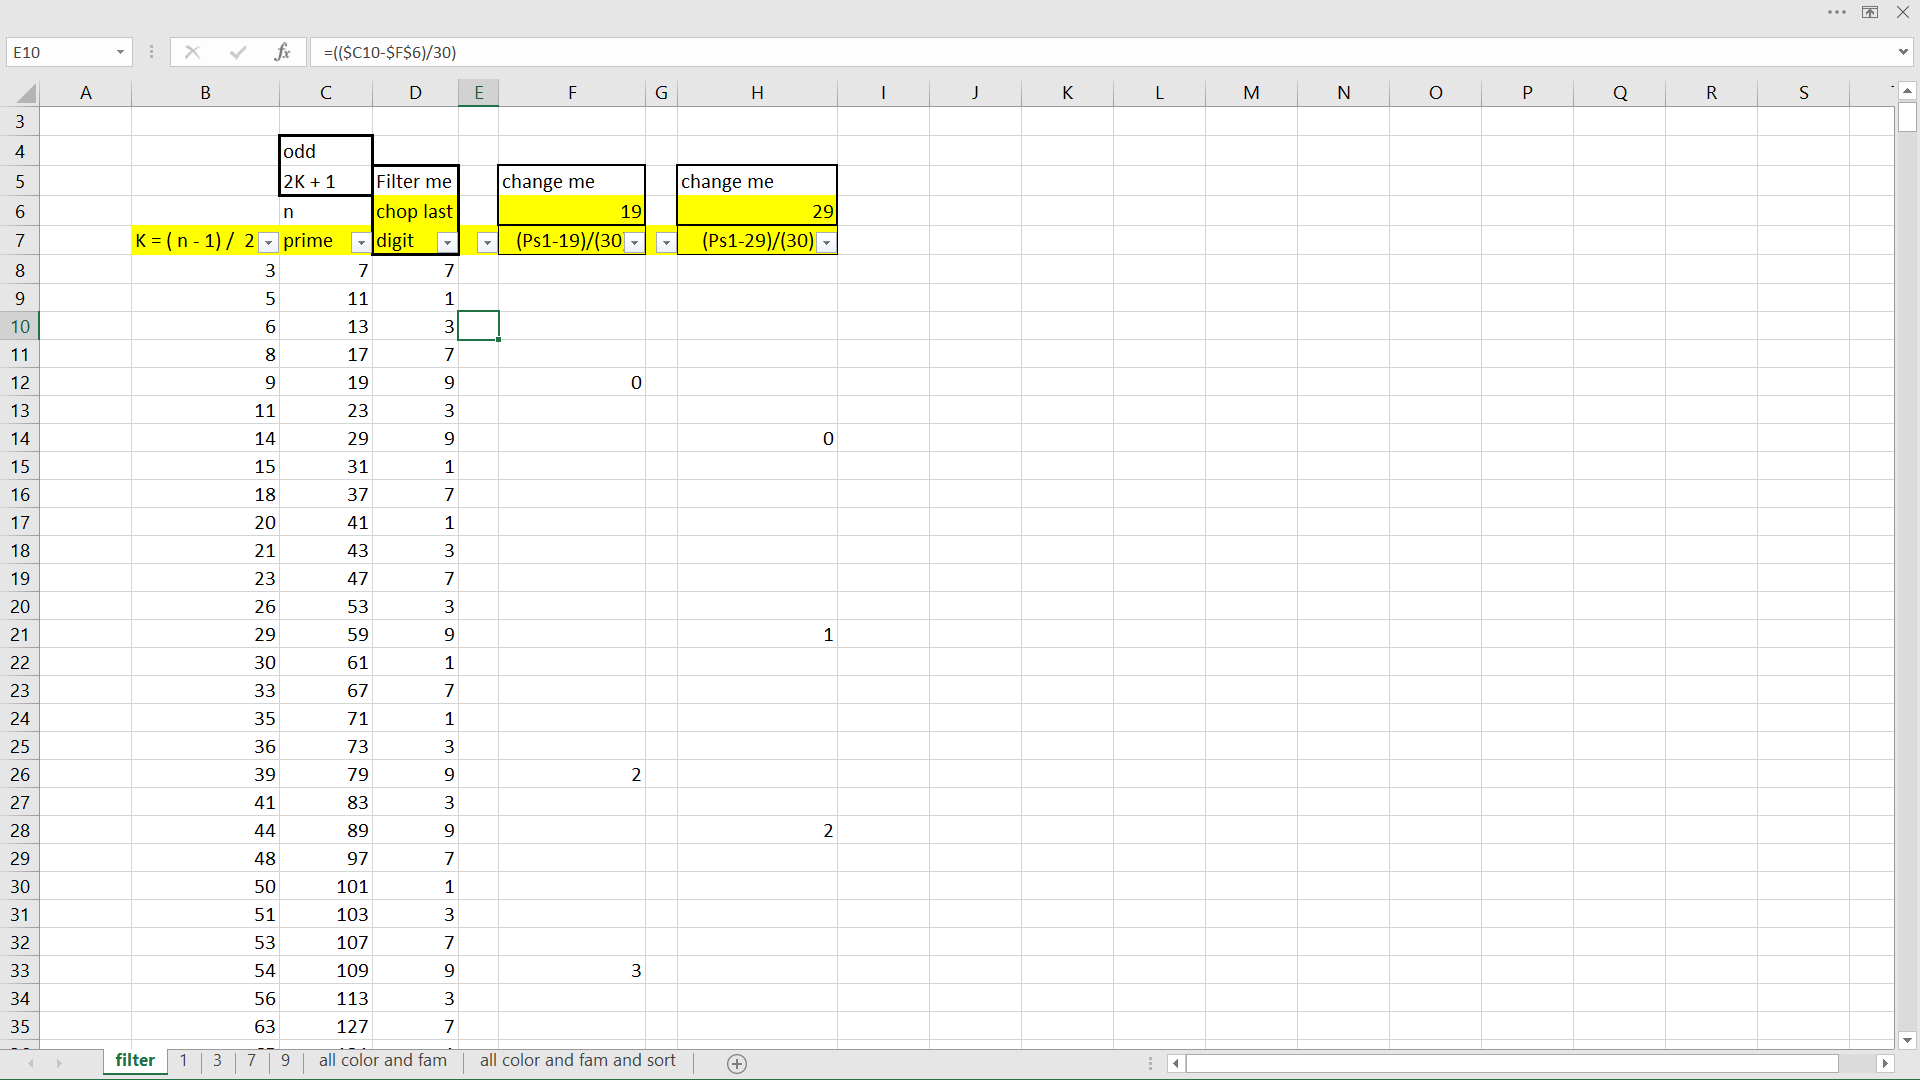 E10 fx =(($C10-$F$6)/30)
A B C D E F G H I J K L M N O P Q R S
3
4 odd
5 2K + 1 Filter me change me change me
6 n chop last 19 29
7 K = ( n - 1) / 2 prime digit (Ps1-19)/(30 (Ps1-29)/(30)
8 3 7 7
9 5 11 1
10 6 13 3
11 8 17 7
12 9 19 9 0
13 11 23 3
14 14 29 9 0
15 15 31 1
16 18 37 7
17 20 41 1
18 21 43 3
19 23 47 7
20 26 53 3
21 29 59 9 1
22 30 61 1
23 33 67 7
24 35 71 1
25 36 73 3
26 39 79 9 2
27 41 83 3
28 44 89 9 2
29 48 97 7
30 50 101 1
31 51 103 3
32 53 107 7
33 54 109 9 3
34 56 113 3
35 63 127 7
filter 1 3 7 9 all color and fam all color and fam and sort